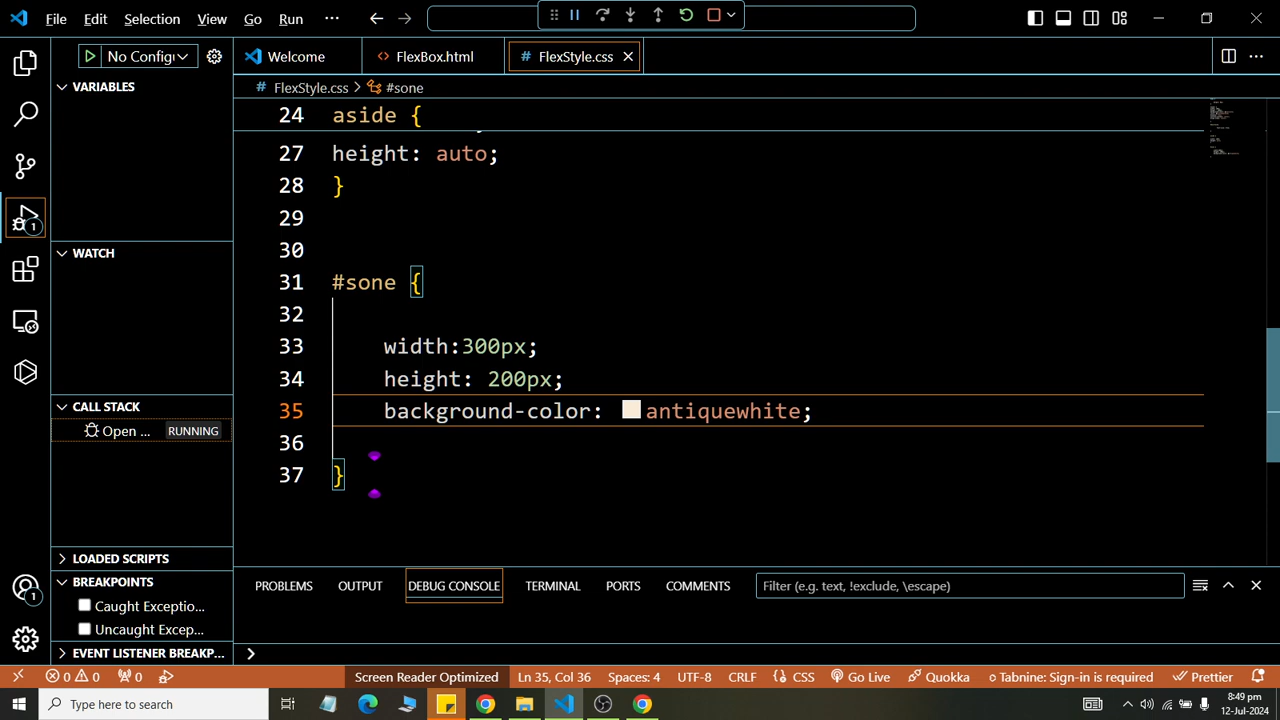 File Edit Selection View Go Run
No Config
Welcome
FlexBox.html
# FlexStyle.css
# FlexStyle.css > #sone
VARIABLES
WATCH
CALL STACK
Open ... RUNNING
LOADED SCRIPTS
BREAKPOINTS
Caught Exceptio...
Uncaught Excep...
EVENT LISTENER BREAKP...
24 aside {
27 height: auto;
28 }
29
30
31 #sone {
32
33 width:300px;
34 height: 200px;
35 background-color: antiquewhite;
36
37 }
PROBLEMS OUTPUT DEBUG CONSOLE TERMINAL PORTS COMMENTS
Filter (e.g. text, !exclude, \escape)
1
1
0 0 0 Screen Reader Optimized Ln 35, Col 36 Spaces: 4 UTF-8 CRLF CSS Go Live Quokka Tabnine: Sign-in is required Prettier
Type here to search
8:49 pm
12-Jul-2024